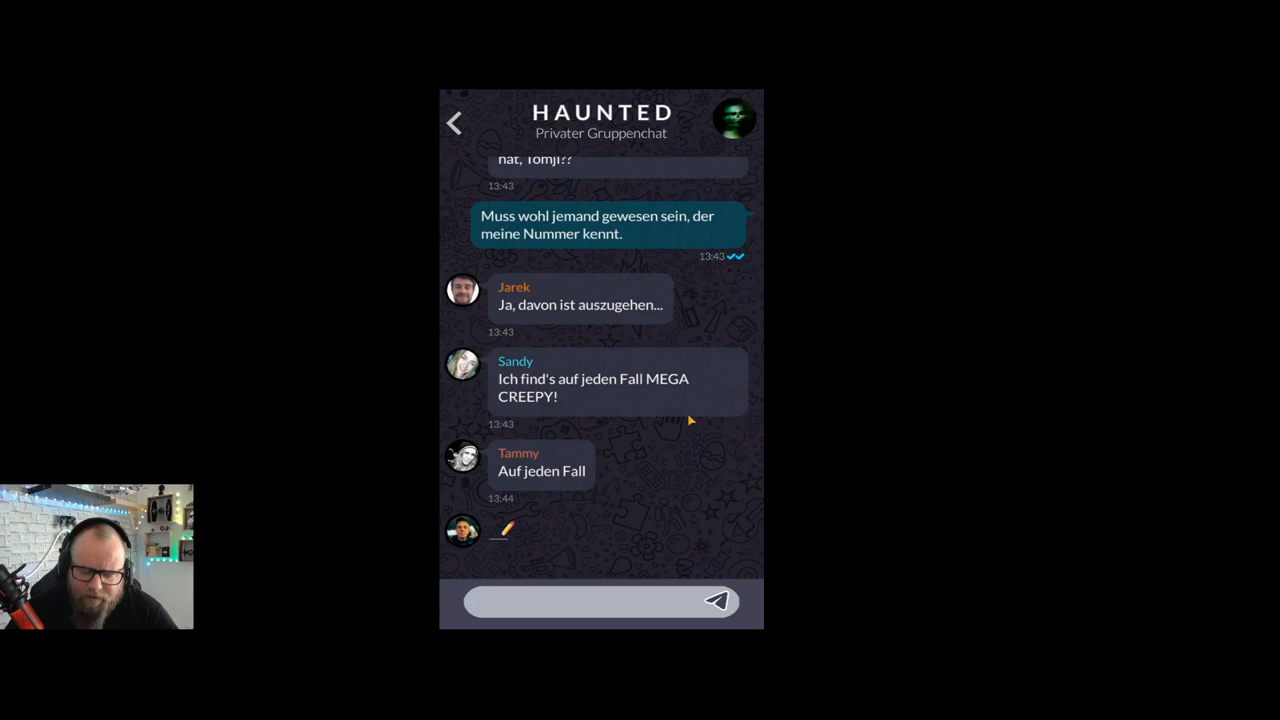 HAUNTED
Privater Gruppenchat
hat, Tomji??
13:43
Muss wohl jemand gewesen sein, der
meine Nummer kennt.
13:43
Jarek
Ja, davon ist auszugehen...
13:43
Sandy
Ich find's auf jeden Fall MEGA
CREEPY!
13:43
Tammy
Auf jeden Fall
13:44